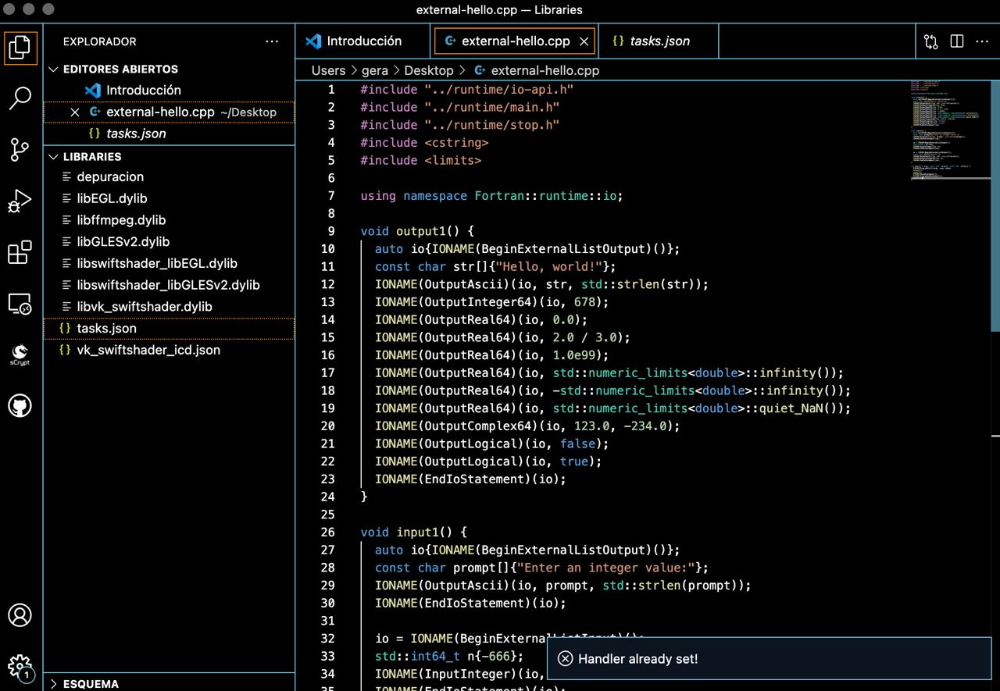 external-hello.cpp — Libraries
EXPLORADOR ...
EDITORES ABIERTOS
Introducción
external-hello.cpp ~/Desktop
{} tasks.json
LIBRARIES
depuracion
libEGL.dylib
libffmpeg.dylib
libGLESv2.dylib
libswiftshader_libEGL.dylib
libswiftshader_libGLESv2.dylib
libvk_swiftshader.dylib
{} tasks.json
{} vk_swiftshader_icd.json
ESQUEMA
sCrypt
1
Introducción
external-hello.cpp
{} tasks.json
Users > gera > Desktop > external-hello.cpp
1 #include "../runtime/io-api.h"
2 #include "../runtime/main.h"
3 #include "../runtime/stop.h"
4 #include <cstring>
5 #include <limits>
6
7 using namespace Fortran::runtime::io;
8
9 void output1() {
10 auto io{IONAME(BeginExternalListOutput)()};
11 const char str[]{"Hello, world!"};
12 IONAME(OutputAscii)(io, str, std::strlen(str));
13 IONAME(OutputInteger64)(io, 678);
14 IONAME(OutputReal64)(io, 0.0);
15 IONAME(OutputReal64)(io, 2.0 / 3.0);
16 IONAME(OutputReal64)(io, 1.0e99);
17 IONAME(OutputReal64)(io, std::numeric_limits<double>::infinity());
18 IONAME(OutputReal64)(io, -std::numeric_limits<double>::infinity());
19 IONAME(OutputReal64)(io, std::numeric_limits<double>::quiet_NaN());
20 IONAME(OutputComplex64)(io, 123.0, -234.0);
21 IONAME(OutputLogical)(io, false);
22 IONAME(OutputLogical)(io, true);
23 IONAME(EndIoStatement)(io);
24 }
25
26 void input1() {
27 auto io{IONAME(BeginExternalListOutput)()};
28 const char prompt[]{"Enter an integer value:"};
29 IONAME(OutputAscii)(io, prompt, std::strlen(prompt));
30 IONAME(EndIoStatement)(io);
31
32 io = IONAME(BeginExternalListInput)();
33 std::int64_t n{-666};
34 IONAME(InputInteger)(io,
35 IONAME(EndIoStatement)(io);
Handler already set!